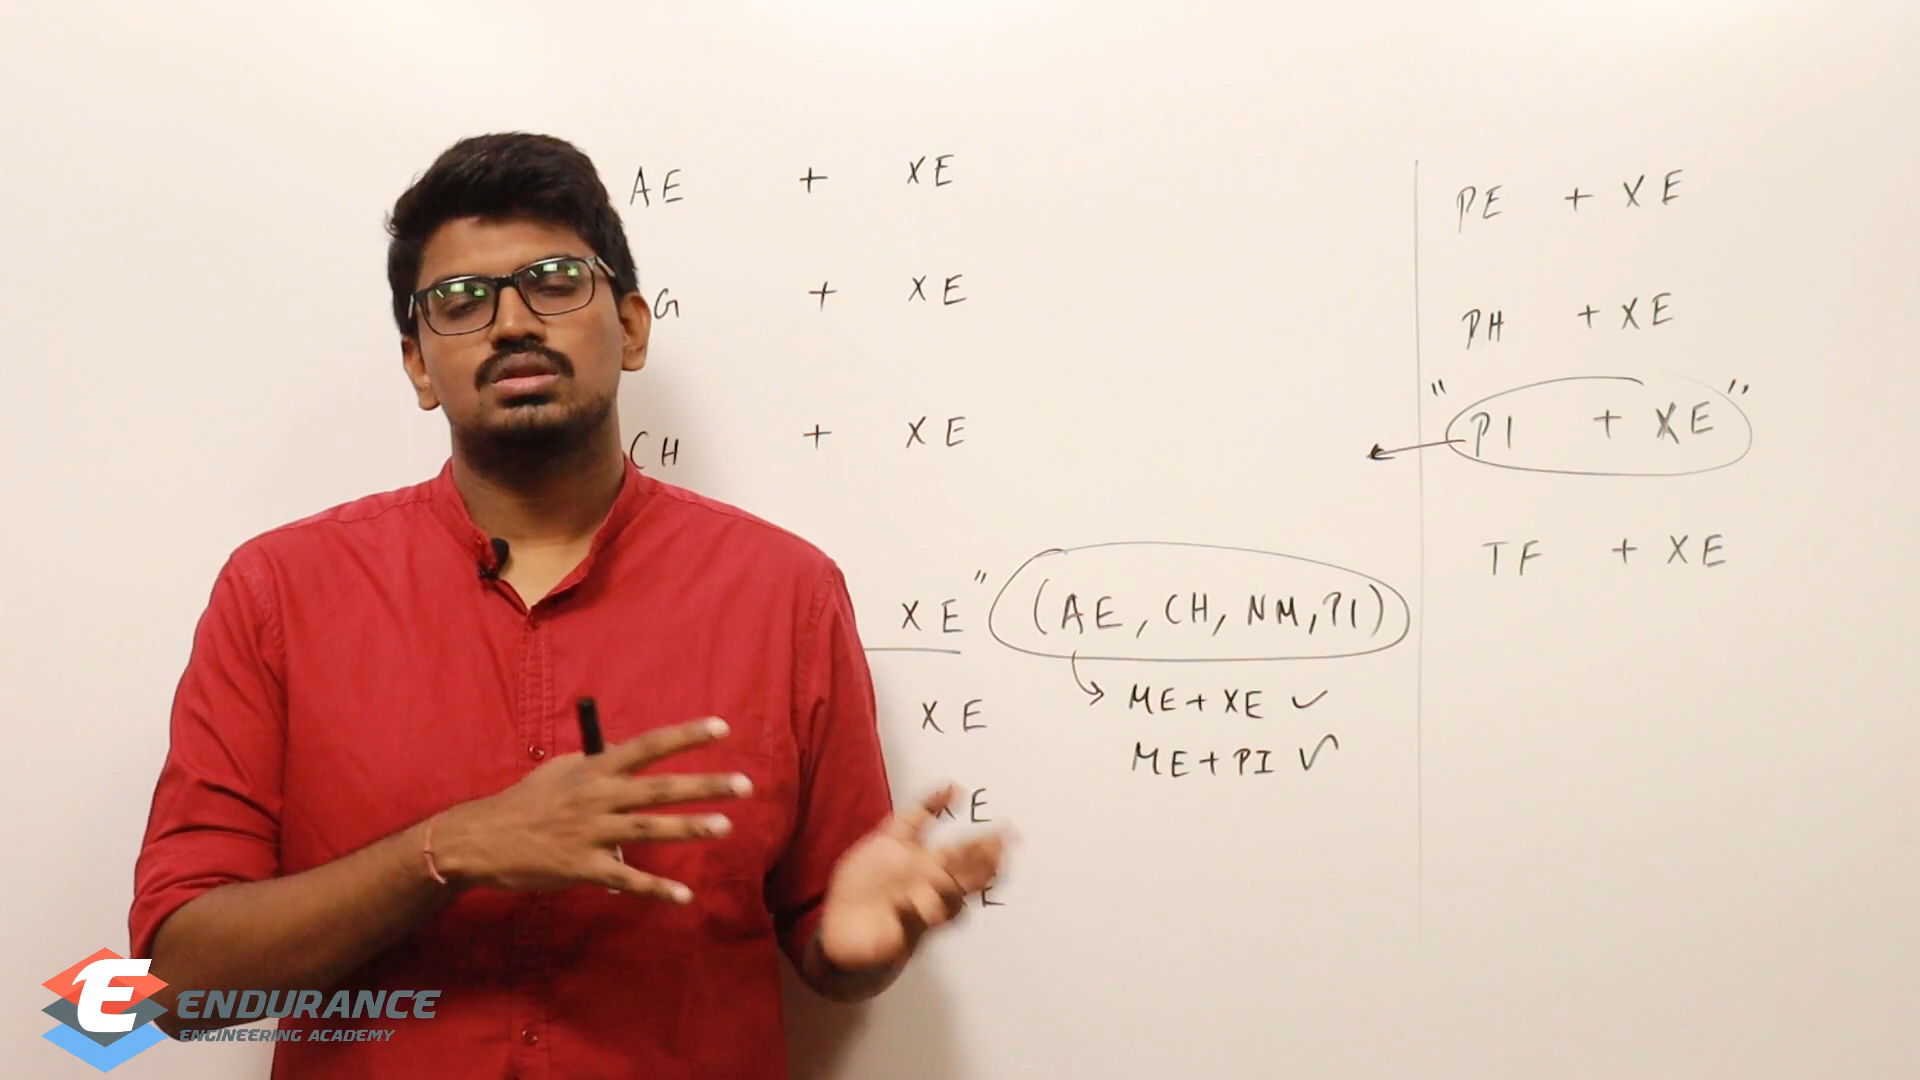 AE + XE
G + XE
CH + XE
XE " (AE, CH, NM, PI)
ME + XE ✓
XE
ME + PI ✓
E
E
PE + XE
PH + XE
" PI + XE "
TF + XE
E ENDURANCE
ENGINEERING ACADEMY